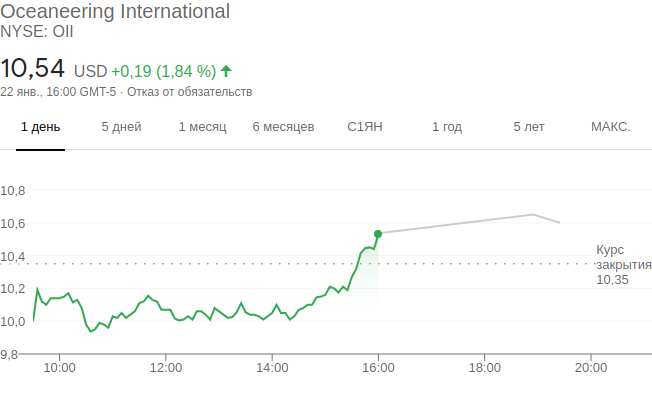 Oceaneering International
NYSE: OII
10,54 USD +0,19 (1,84 %)
22 янв., 16:00 GMT-5 · Отказ от обязательств
1 день 5 дней 1 месяц 6 месяцев С1ЯН 1 год 5 лет МАКС.
10,8
10,6
10,4
10,2
10,0
9,8
Курс
закрытия
10,35
10:00 12:00 14:00 16:00 18:00 20:00